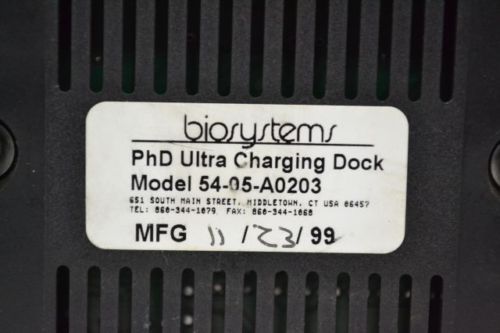 biosystems
PhD Ultra Charging Dock
Model 54-05-A0203
651 SOUTH MAIN STREET, MIDDLETOWN, CT USA 06457
TEL: 860-344-1079 FAX: 860-344-1068
MFG 11 / 23 / 99